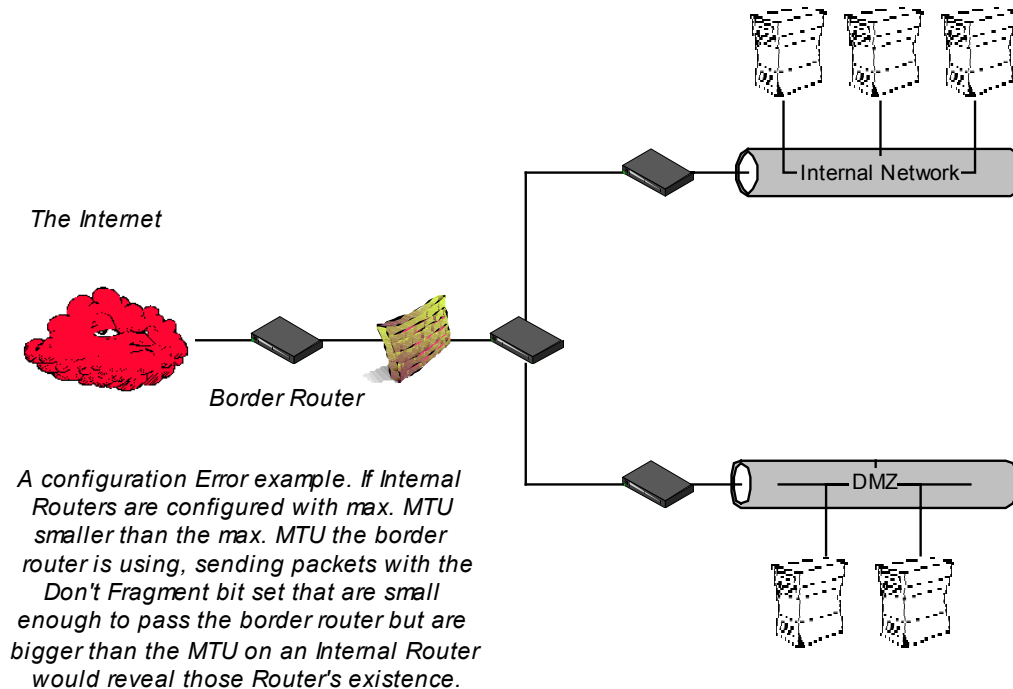 Internal Network
The Internet
Border Router
DMZ
A configuration Error example. If Internal
Routers are configured with max. MTU
smaller than the max. MTU the border
router is using, sending packets with the
Don't Fragment bit set that are small
enough to pass the border router but are
bigger than the MTU on an Internal Router
would reveal those Router's existence.